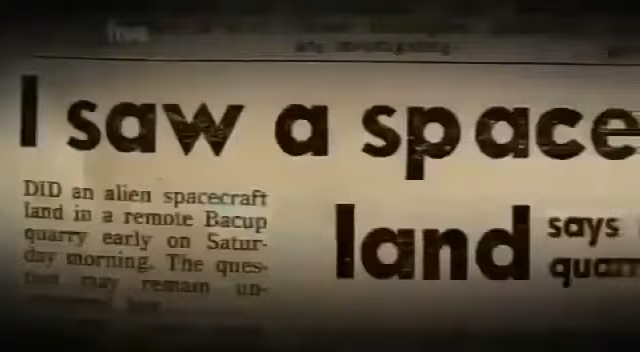 five
I saw a space
land
says
quarr
DID an alien spacecraft
land in a remote Bacup
quarry early on Satur-
day morning. The ques-
tion may remain un-